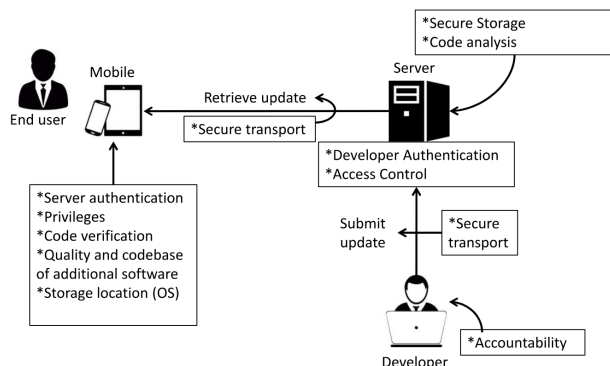 *Secure Storage
*Code analysis
Mobile
Server
End user
Retrieve update
*Secure transport
*Developer Authentication
*Access Control
*Server authentication
*Privileges
*Code verification
*Quality and codebase
of additional software
*Storage location (OS)
Submit
update
*Secure
transport
*Accountability
Developer